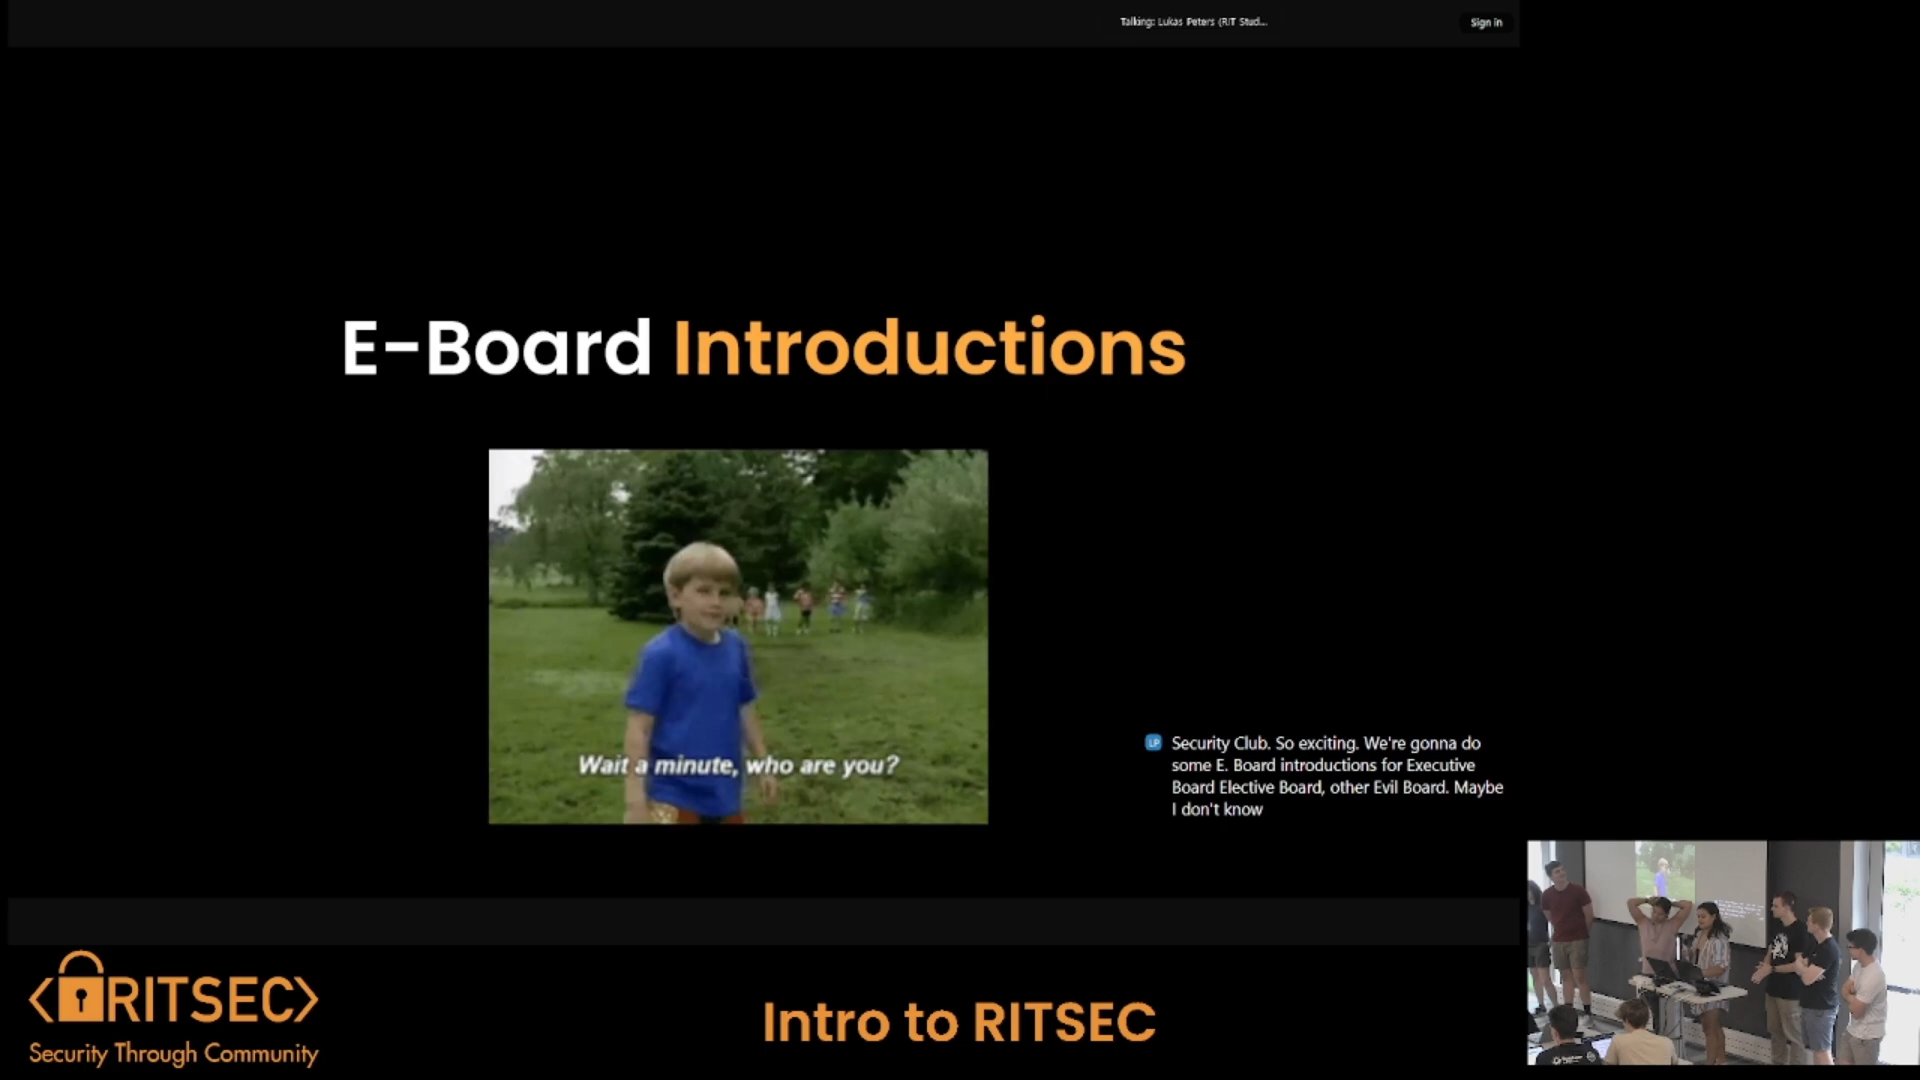 Talking: Lukas Peters (RIT Stud...
Sign in
E-Board Introductions
Wait a minute, who are you?
LP
Security Club. So exciting. We're gonna do
some E. Board introductions for Executive
Board Elective Board, other Evil Board. Maybe
I don't know
<RITSEC>
Security Through Community
Intro to RITSEC